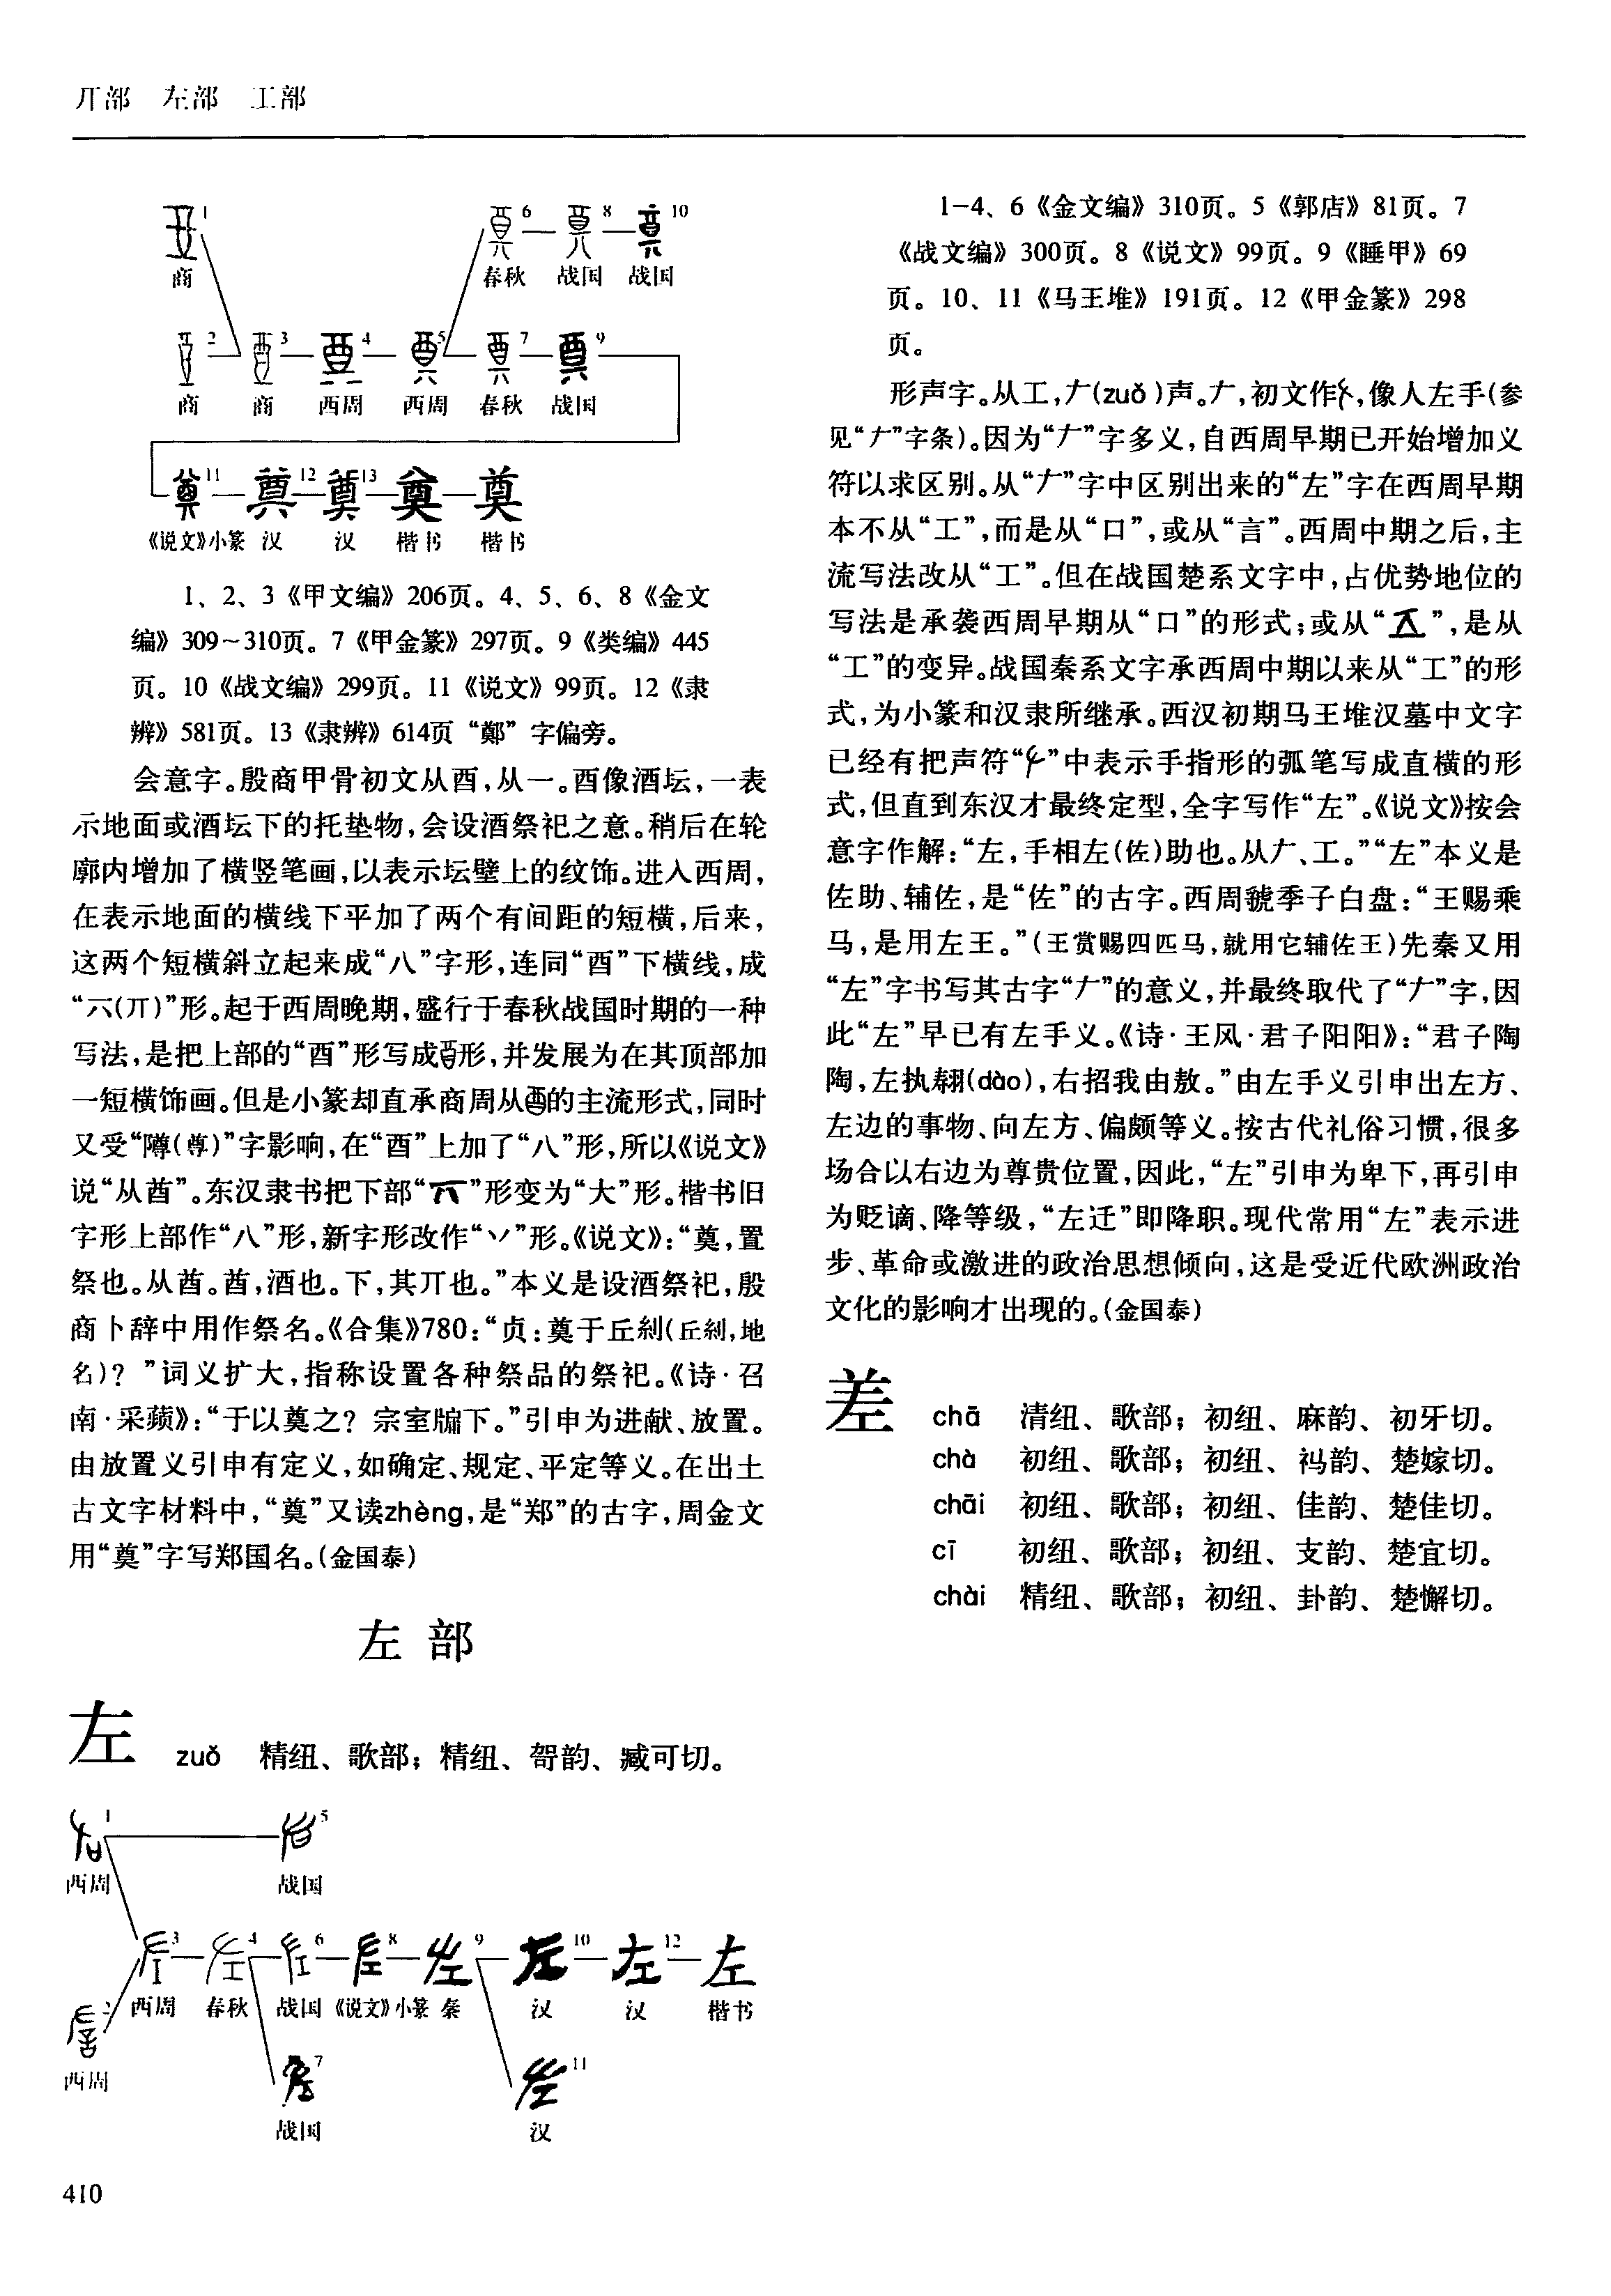 丌部 左部 工部
1 6 8 10
商 春秋 战国 战国
2 3 4 5 7 9
商 商 西周 西周 春秋 战国
11 12 13 奠 奠
《说文》小篆 汉 汉 楷书 楷书
1、2、3《甲文编》206页。4、5、6、8《金文
编》309~310页。7《甲金篆》297页。9《类编》445
页。10《战文编》299页。11《说文》99页。12《隶
辨》581页。13《隶辨》614页“鄭”字偏旁。
会意字。殷商甲骨初文从酉,从一。酉像酒坛,一表
示地面或酒坛下的托垫物,会设酒祭祀之意。稍后在轮
廓内增加了横竖笔画,以表示坛壁上的纹饰。进入西周,
在表示地面的横线下平加了两个有间距的短横,后来,
这两个短横斜立起来成“八”字形,连同“酉”下横线,成
“六(丌)”形。起于西周晚期,盛行于春秋战国时期的一种
写法,是把上部的“酉”形写成形,并发展为在其顶部加
一短横饰画。但是小篆却直承商周从的主流形式,同时
又受“障(尊)”字影响,在“酉”上加了“八”形,所以《说文》
说“从酋”。东汉隶书把下部“”形变为“大”形。楷书旧
字形上部作“八”形,新字形改作“丷”形。《说文》:“奠,置
祭也。从酋。酋,酒也。下,其丌也。”本义是设酒祭祀,殷
商卜辞中用作祭名。《合集》780:“贞:奠于丘(丘,地
名)? ”词义扩大,指称设置各种祭品的祭祀。《诗·召
南·采蘋》:“于以奠之? 宗室牖下。”引申为进献、放置。
由放置义引申有定义,如确定、规定、平定等义。在出土
古文字材料中,“奠”又读zhèng,是“郑”的古字,周金文
用“奠”字写郑国名。(金国泰)
左 部
左 zuǒ 精纽、歌部;精纽、哿韵、臧可切。
1 5
西周 战国
3 4 6 8 9 10 左 12 左
西周 春秋 战国 《说文》小篆 秦 汉 汉 楷书
2
西周
7 11
战国 汉
410
1-4、6《金文编》310页。5《郭店》81页。7
《战文编》300页。8《说文》99页。9《睡甲》69
页。10、11《马王堆》191页。12《甲金篆》298
页。
形声字。从工,𠂇(zuǒ)声。𠂇,初文作,像人左手(参
见“𠂇”字条)。因为“𠂇”字多义,自西周早期已开始增加义
符以求区别。从“𠂇”字中区别出来的“左”字在西周早期
本不从“工”,而是从“口”,或从“言”。西周中期之后,主
流写法改从“工”。但在战国楚系文字中,占优势地位的
写法是承袭西周早期从“口”的形式;或从“”,是从
“工”的变异。战国秦系文字承西周中期以来从“工”的形
式,为小篆和汉隶所继承。西汉初期马王堆汉墓中文字
已经有把声符“”中表示手指形的弧笔写成直横的形
式,但直到东汉才最终定型,全字写作“左”。《说文》按会
意字作解:“左,手相左(佐)助也。从𠂇、工。”“左”本义是
佐助、辅佐,是“佐”的古字。西周虢季子白盘:“王赐乘
马,是用左王。”(王赏赐四匹马,就用它辅佐王)先秦又用
“左”字书写其古字“𠂇”的意义,并最终取代了“𠂇”字,因
此“左”早已有左手义。《诗·王风·君子阳阳》:“君子陶
陶,左执翿(dào),右招我由敖。”由左手义引申出左方、
左边的事物、向左方、偏颇等义。按古代礼俗习惯,很多
场合以右边为尊贵位置,因此,“左”引申为卑下,再引申
为贬谪、降等级,“左迁”即降职。现代常用“左”表示进
步、革命或激进的政治思想倾向,这是受近代欧洲政治
文化的影响才出现的。(金国泰)
差 chā 清纽、歌部;初纽、麻韵、初牙切。
chà 初纽、歌部;初纽、祃韵、楚嫁切。
chāi 初纽、歌部;初纽、佳韵、楚佳切。
cī 初纽、歌部;初纽、支韵、楚宜切。
chài 精纽、歌部;初纽、卦韵、楚懈切。